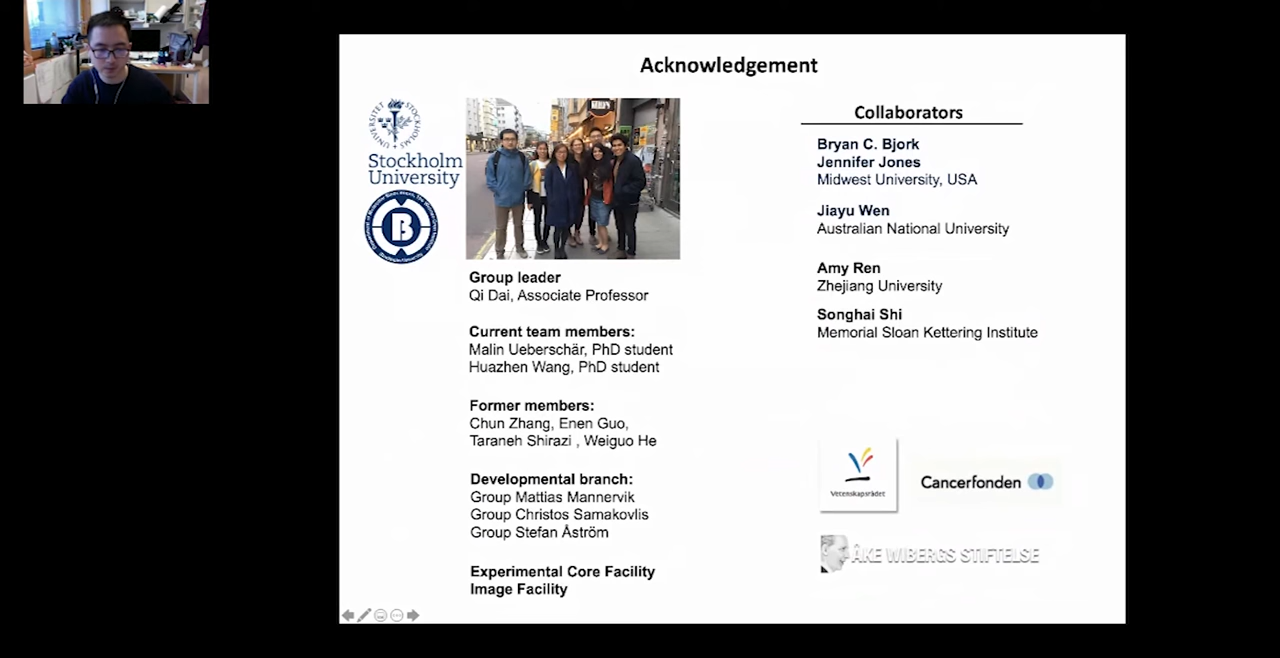 Acknowledgement
Stockholm
University
B
Group leader
Qi Dai, Associate Professor
Current team members:
Malin Ueberschär, PhD student
Huazhen Wang, PhD student
Former members:
Chun Zhang, Enen Guo,
Taraneh Shirazi , Weiguo He
Developmental branch:
Group Mattias Mannervik
Group Christos Samakovlis
Group Stefan Åström
Experimental Core Facility
Image Facility
Collaborators
Bryan C. Bjork
Jennifer Jones
Midwest University, USA
Jiayu Wen
Australian National University
Amy Ren
Zhejiang University
Songhai Shi
Memorial Sloan Kettering Institute
Vetenskapsrådet
Cancerfonden
ÅKE WIBERGS STIFTELSE